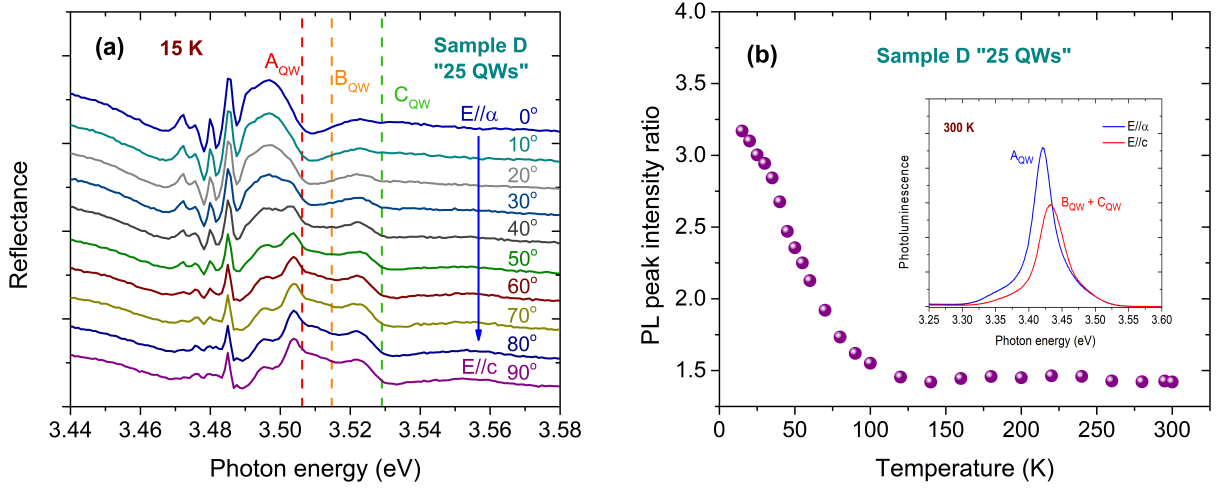 (a)
15 K
Sample D
"25 QWs"
A_QW
B_QW
C_QW
E//α
0°
10°
20°
30°
40°
50°
60°
70°
80°
E//c 90°
Reflectance
3.44 3.46 3.48 3.50 3.52 3.54 3.56 3.58
Photon energy (eV)
(b)
Sample D "25 QWs"
4.0
3.5
3.0
2.5
2.0
1.5
PL peak intensity ratio
0 50 100 150 200 250 300
Temperature (K)
300 K
E//α
E//c
A_QW
B_QW + C_QW
Photoluminescence
3.25 3.30 3.35 3.40 3.45 3.50 3.55 3.60
Photon energy (eV)